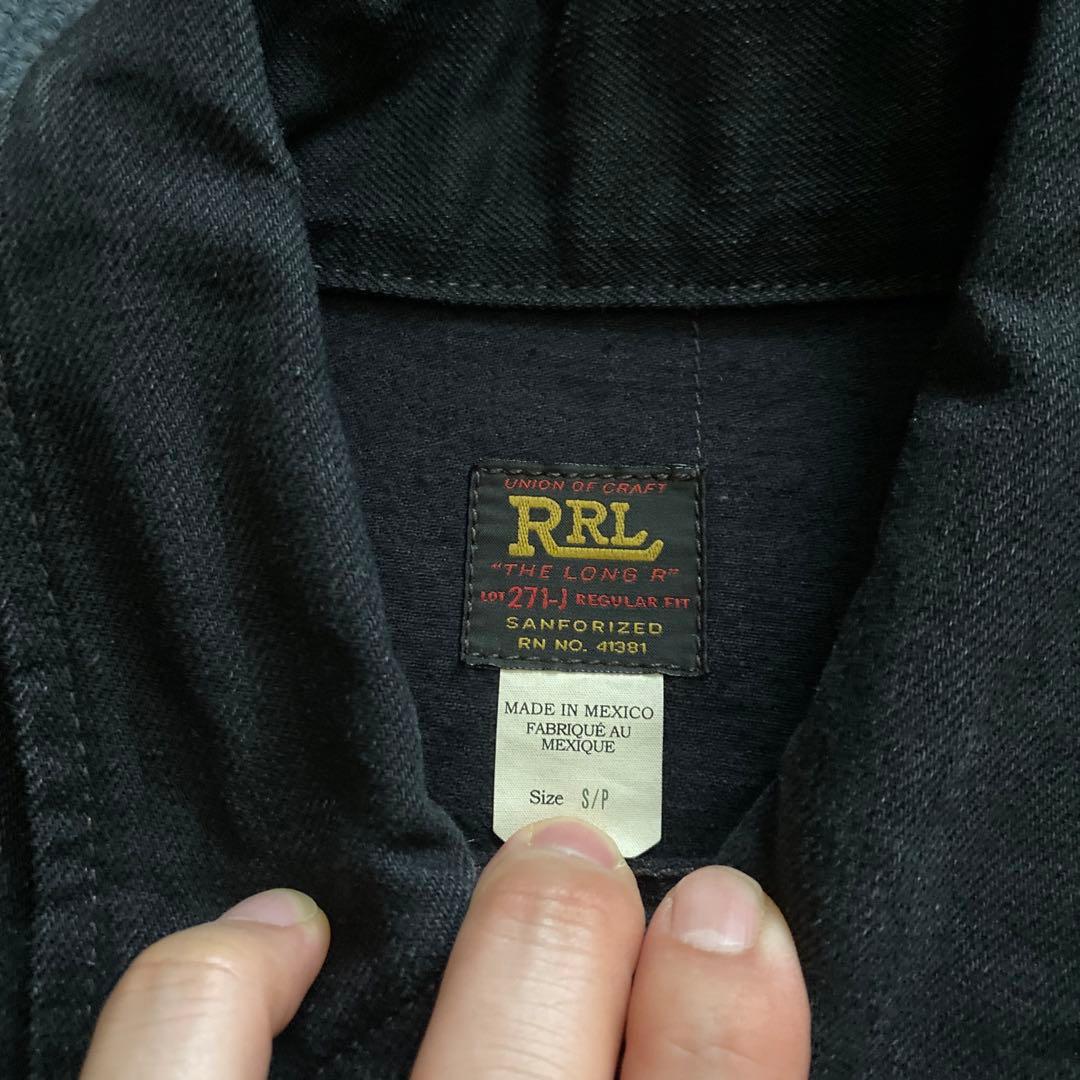 UNION OF CRAFT
RRL
"THE LONG R"
LOT 271-J REGULAR FIT
SANFORIZED
RN NO. 41381
MADE IN MEXICO
FABRIQUÉ AU
MEXIQUE
Size S/P